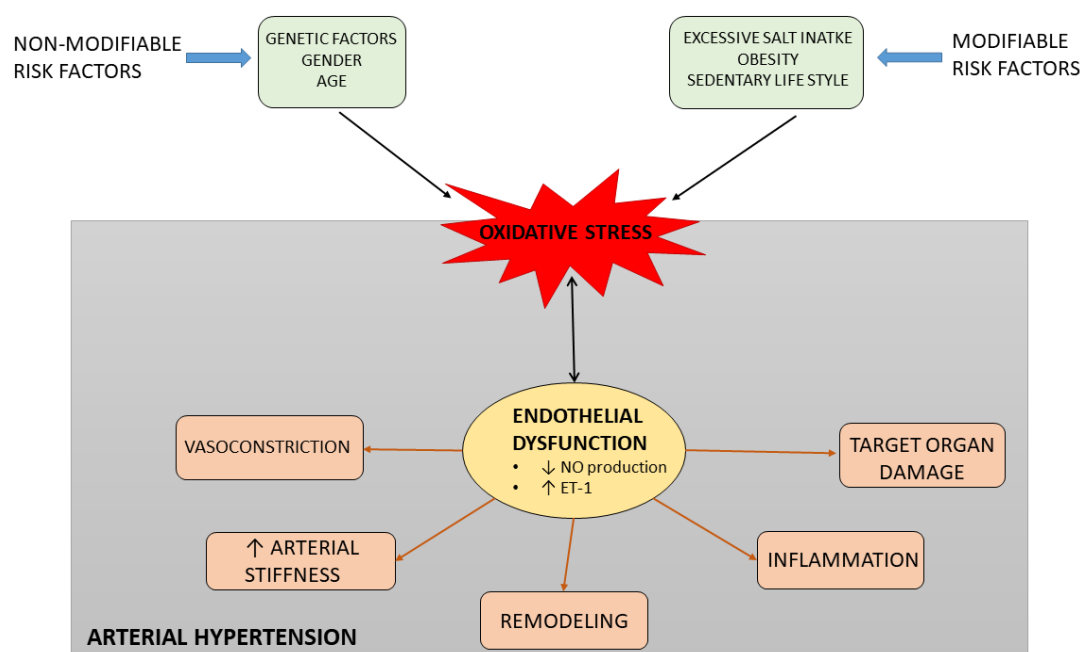 NON-MODIFIABLE
RISK FACTORS
GENETIC FACTORS
GENDER
AGE
EXCESSIVE SALT INATKE
OBESITY
SEDENTARY LIFE STYLE
MODIFIABLE
RISK FACTORS
OXIDATIVE STRESS
ENDOTHELIAL
DYSFUNCTION
• ↓ NO production
• ↑ ET-1
VASOCONSTRICTION
TARGET ORGAN
DAMAGE
↑ ARTERIAL
STIFFNESS
INFLAMMATION
REMODELING
ARTERIAL HYPERTENSION